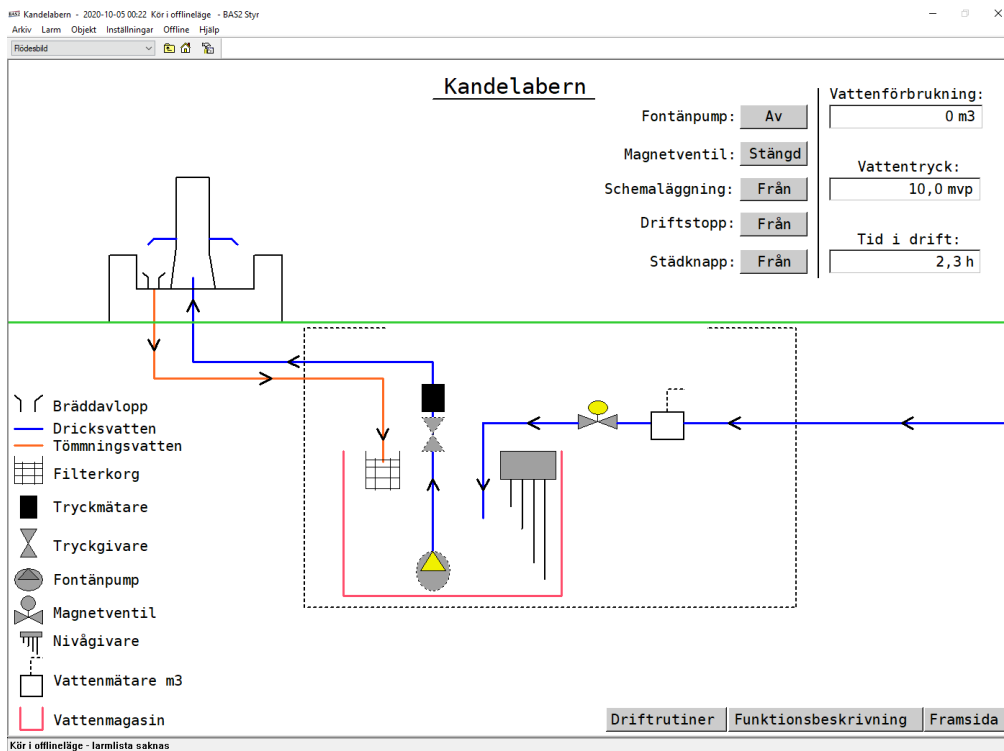 BAS2 Kandelabern - 2020-10-05 00:22 Kör i offlineläge - BAS2 Styr
Arkiv Larm Objekt Inställningar Offline Hjälp
Flödesbild
Kandelabern
Fontänpump: Av
Magnetventil: Stängd
Schemaläggning: Från
Driftstopp: Från
Städknapp: Från
Vattenförbrukning:
0 m3
Vattentryck:
10,0 mvp
Tid i drift:
2,3 h
Bräddavlopp
Dricksvatten
Tömmningsvatten
Filterkorg
Tryckmätare
Tryckgivare
Fontänpump
Magnetventil
Nivågivare
Vattenmätare m3
Vattenmagasin
Driftrutiner Funktionsbeskrivning Framsida
Kör i offlineläge - larmlista saknas